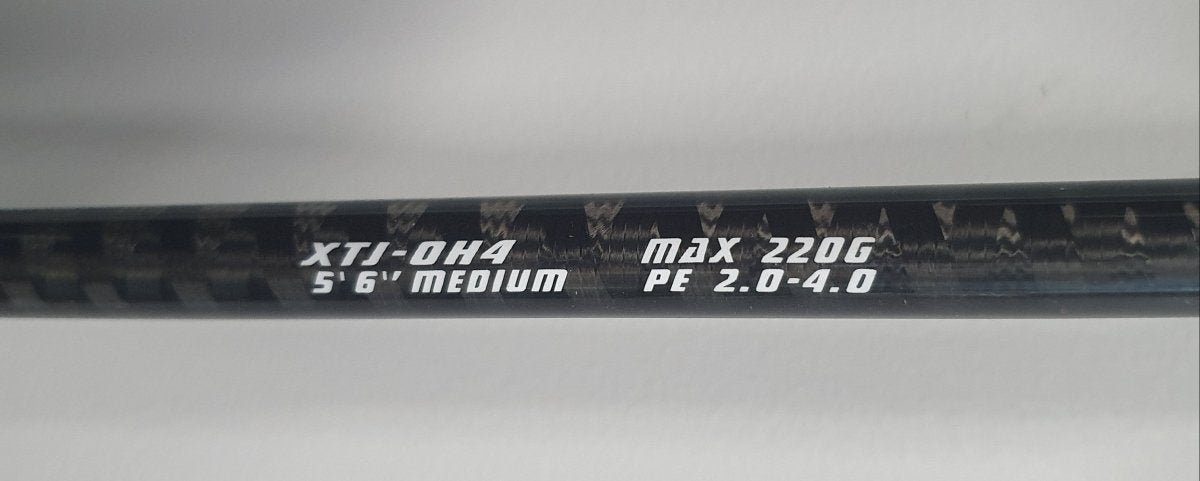 XTJ-OH4
5'6" MEDIUM
MAX 220G
PE 2.0-4.0